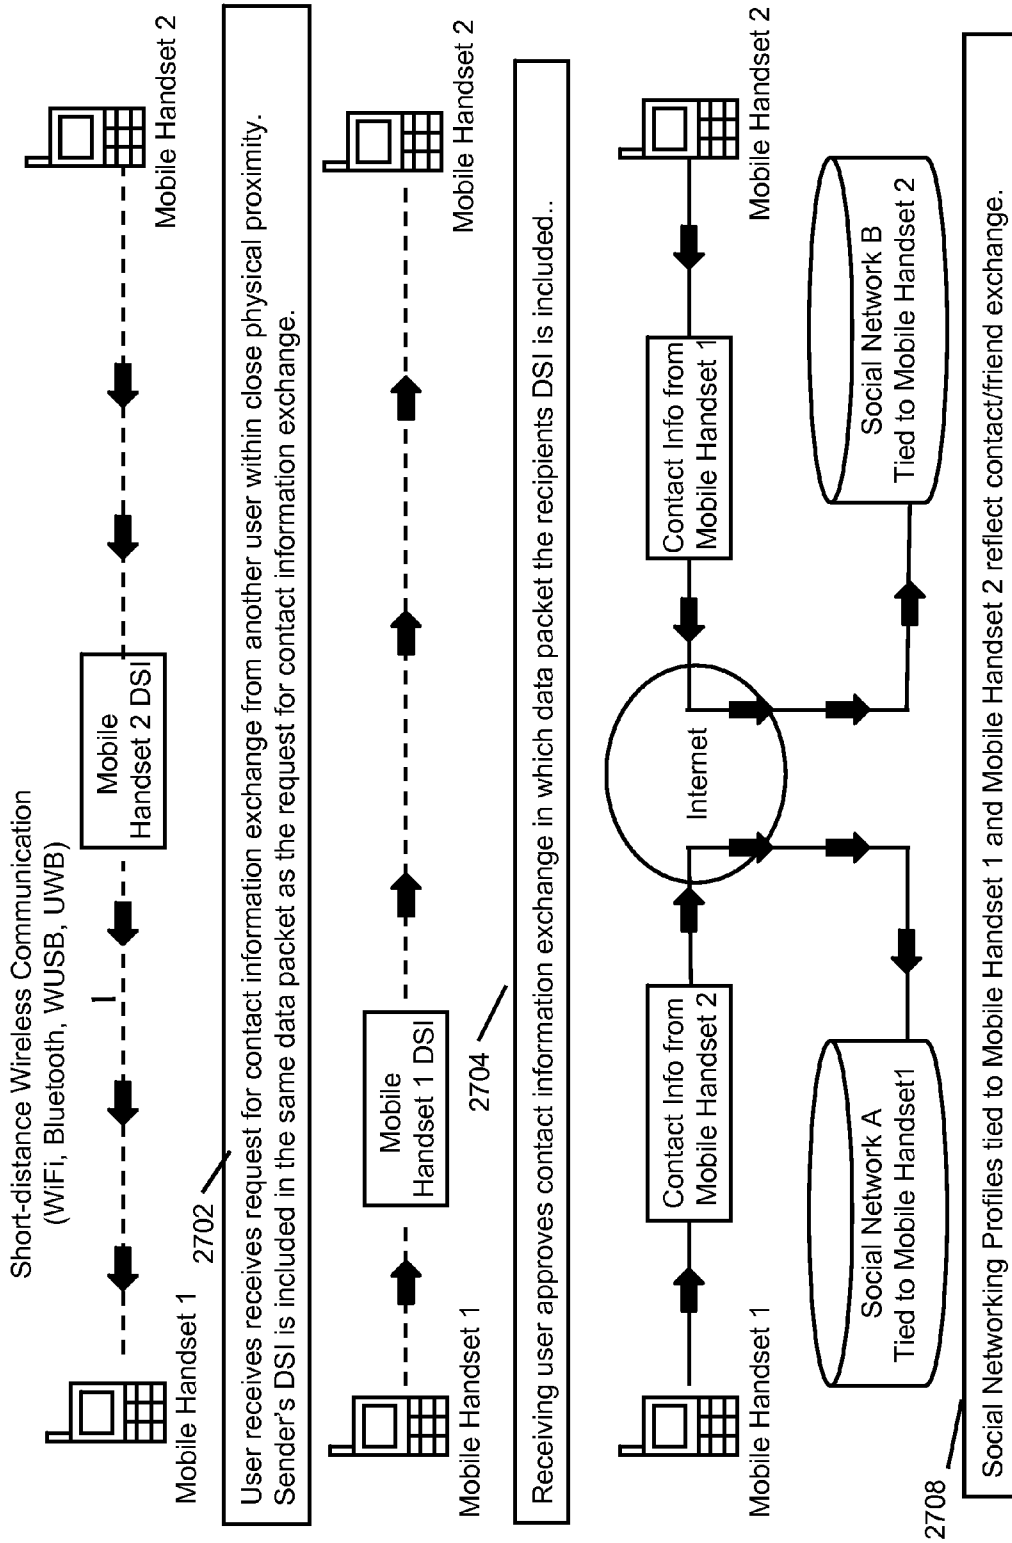 Short-distance Wireless Communication
(WiFi, Bluetooth, WUSB, UWB)
Mobile
Handset 2 DSI
Mobile Handset 1
Mobile Handset 2
2702
User receives receives request for contact information exchange from another user within close physical proximity.
Sender's DSI is included in the same data packet as the request for contact information exchange.
Mobile
Handset 1 DSI
Mobile Handset 1
Mobile Handset 2
2704
Receiving user approves contact information exchange in which data packet the recipients DSI is included..
Contact Info from
Mobile Handset 2
Internet
Contact Info from
Mobile Handset 1
Mobile Handset 1
Mobile Handset 2
Social Network A
Tied to Mobile Handset1
Social Network B
Tied to Mobile Handset 2
2708
Social Networking Profiles tied to Mobile Handset 1 and Mobile Handset 2 reflect contact/friend exchange.